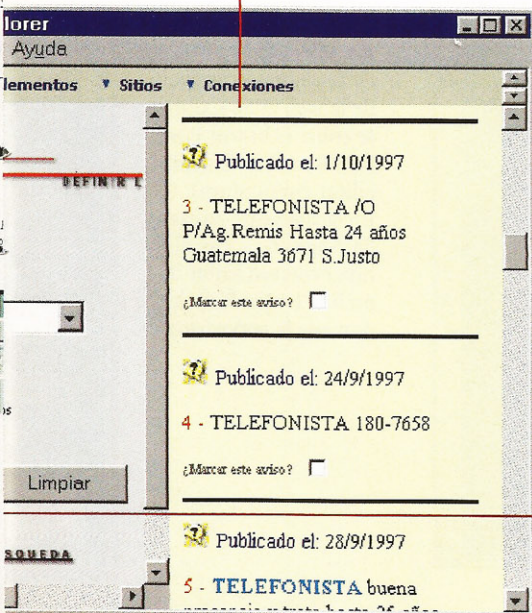 lorer
Ayuda
lementos ▼ Sitios ▼ Conexiones
DEFINIR L
Limpiar
SQUEDA
Publicado el: 1/10/1997
3 - TELEFONISTA /O
P/Ag.Remis Hasta 24 años
Guatemala 3671 S.Justo
¿Marcar este aviso?
Publicado el: 24/9/1997
4 - TELEFONISTA 180-7658
¿Marcar este aviso?
Publicado el: 28/9/1997
5 - TELEFONISTA buena